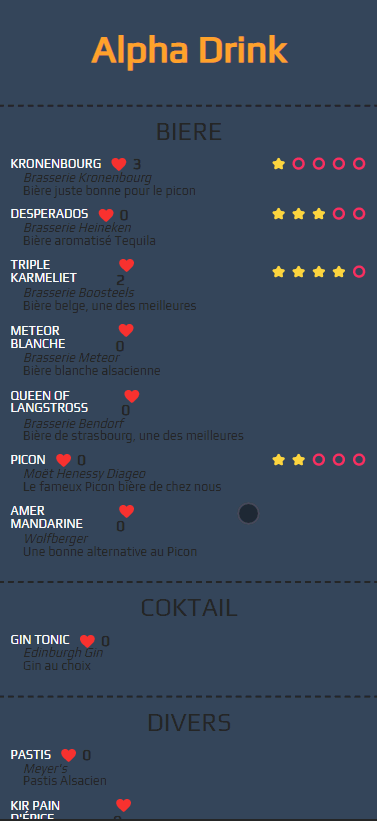 Alpha Drink
BIERE
KRONENBOURG 3
Brasserie Kronenbourg
Bière juste bonne pour le picon
DESPERADOS 0
Brasserie Heineken
Bière aromatisé Tequila
TRIPLE
KARMELIET 2
Brasserie Boosteels
Bière belge, une des meilleures
METEOR
BLANCHE 0
Brasserie Meteor
Bière blanche alsacienne
QUEEN OF
LANGSTROSS 0
Brasserie Bendorf
Bière de strasbourg, une des meilleures
PICON 0
Moët Henessy Diageo
Le fameux Picon bière de chez nous
AMER
MANDARINE 0
Wolfberger
Une bonne alternative au Picon
COKTAIL
GIN TONIC 0
Edinburgh Gin
Gin au choix
DIVERS
PASTIS 0
Meyer's
Pastis Alsacien
KIR PAIN
D'ÉPICE 0